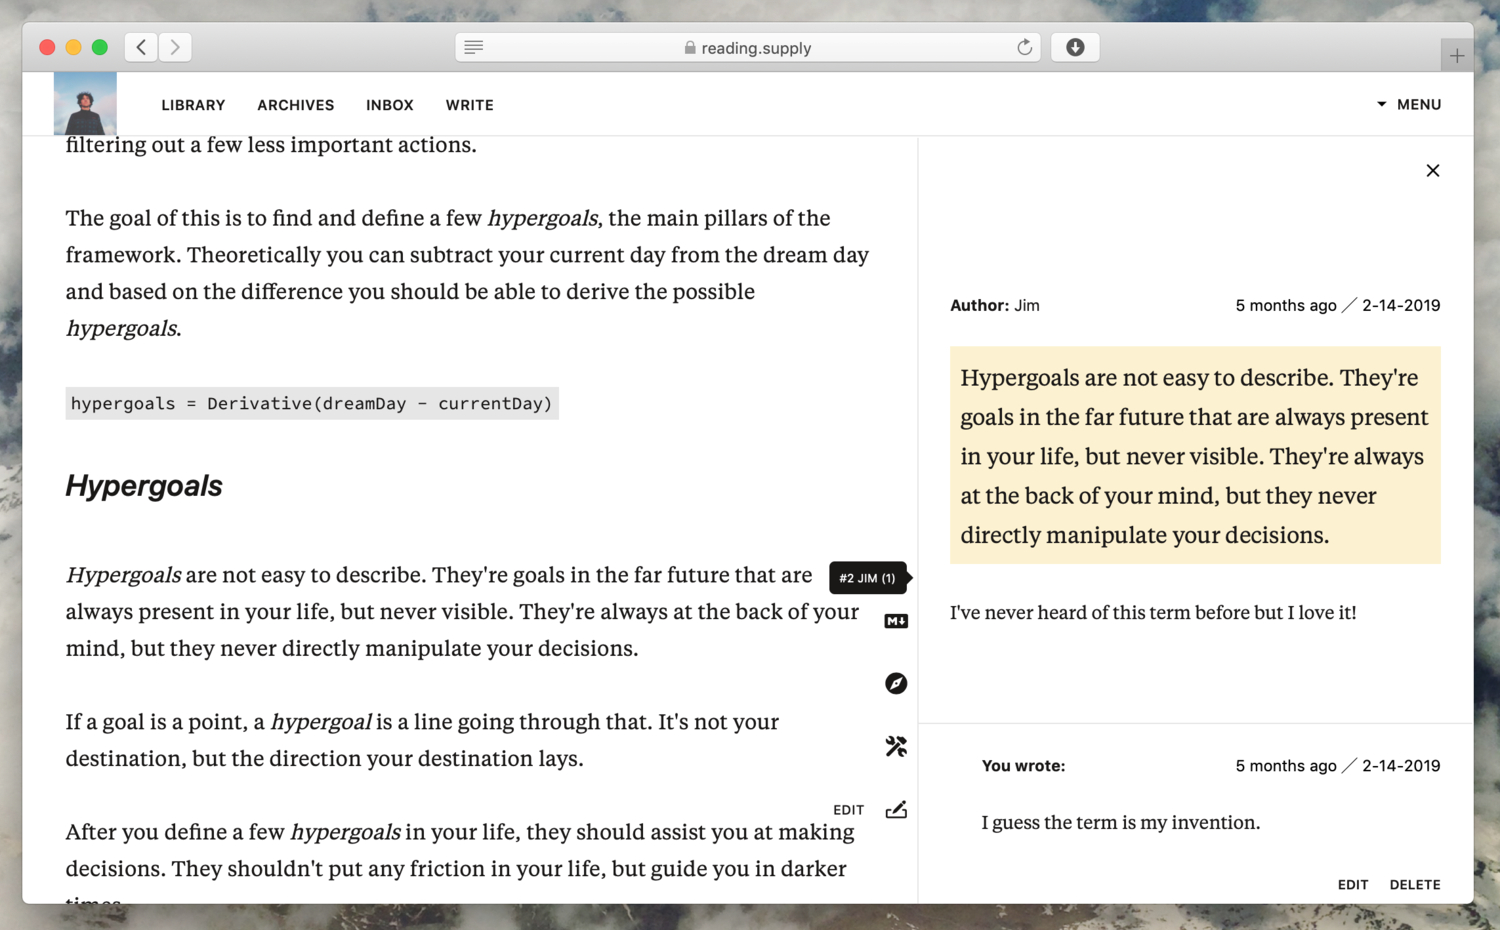 reading.supply
LIBRARY
ARCHIVES
INBOX
WRITE
MENU
filtering out a few less important actions.
The goal of this is to find and define a few hypergoals, the main pillars of the
framework. Theoretically you can subtract your current day from the dream day
and based on the difference you should be able to derive the possible
hypergoals.
hypergoals = Derivative(dreamDay - currentDay)
Hypergoals
Hypergoals are not easy to describe. They're goals in the far future that are
always present in your life, but never visible. They're always at the back of your
mind, but they never directly manipulate your decisions.
If a goal is a point, a hypergoal is a line going through that. It's not your
destination, but the direction your destination lays.
After you define a few hypergoals in your life, they should assist you at making
decisions. They shouldn't put any friction in your life, but guide you in darker
times
#2 JIM (1)
M
EDIT
Author: Jim
5 months ago / 2-14-2019
Hypergoals are not easy to describe. They're
goals in the far future that are always present
in your life, but never visible. They're always
at the back of your mind, but they never
directly manipulate your decisions.
I've never heard of this term before but I love it!
You wrote:
5 months ago / 2-14-2019
I guess the term is my invention.
EDIT
DELETE